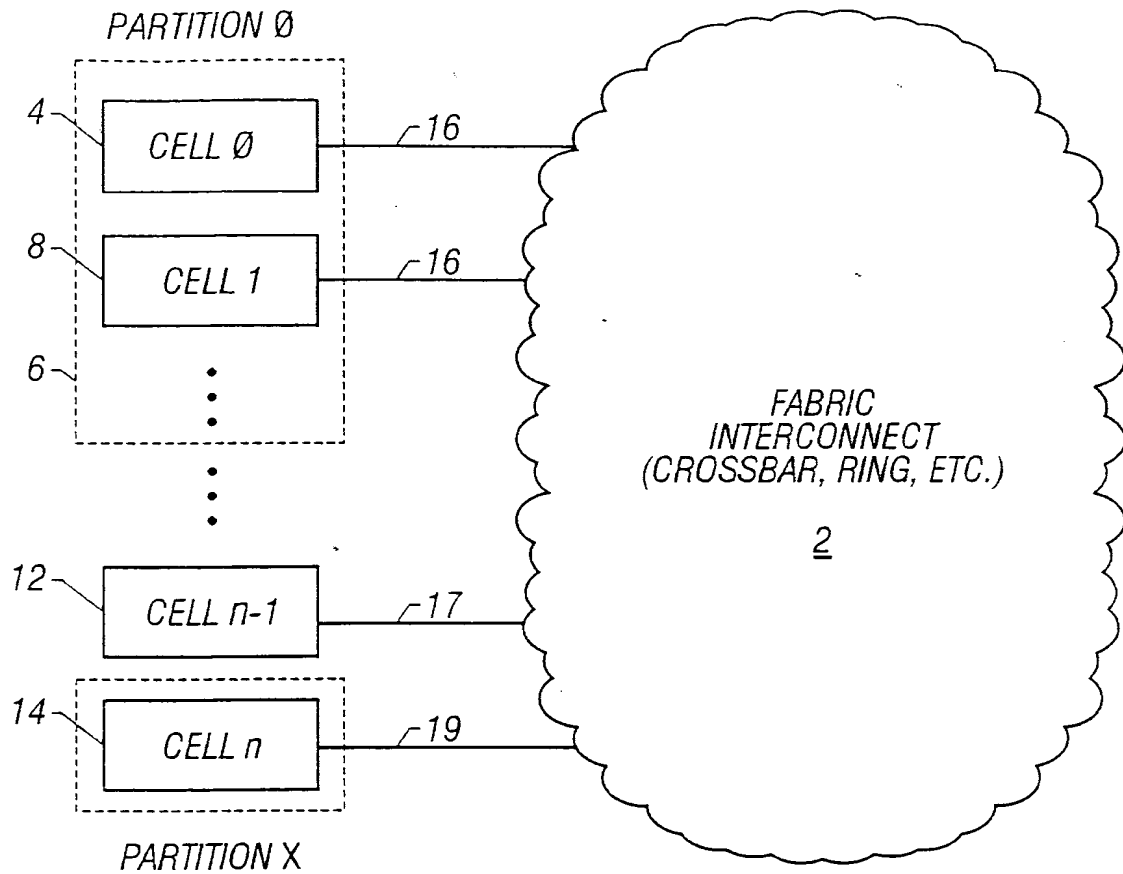 PARTITION Ø
4
CELL Ø
16
8
CELL 1
16
6
FABRIC
INTERCONNECT
(CROSSBAR, RING, ETC.)
2
12
CELL n-1
17
14
CELL n
19
PARTITION X